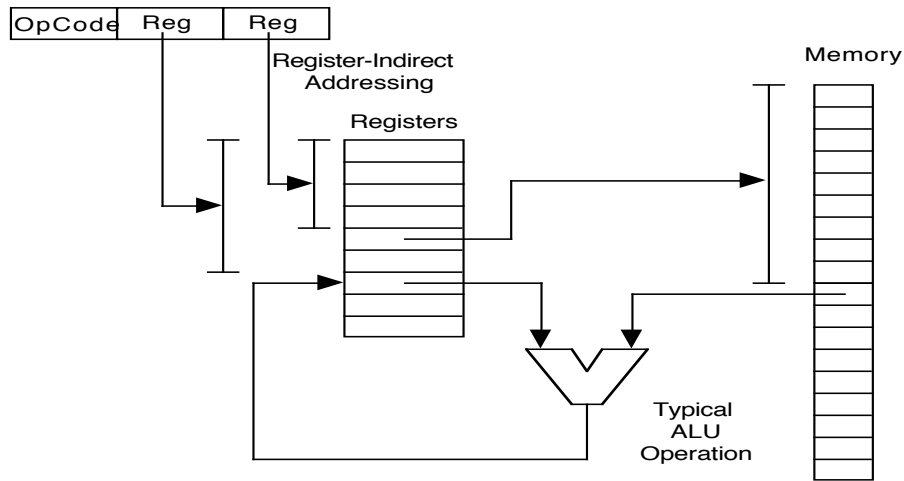 OpCode Reg Reg
Register-Indirect
Addressing
Memory
Registers
Typical
ALU
Operation